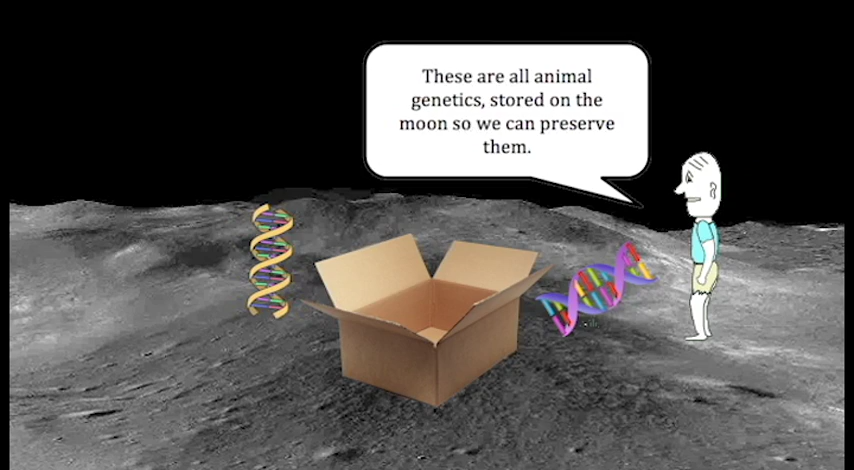 These are all animal
genetics, stored on the
moon so we can preserve
them.